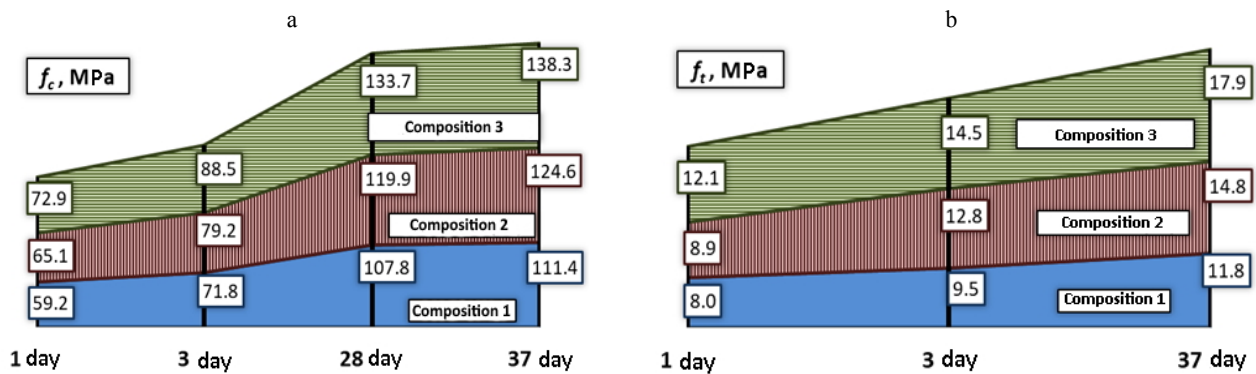 a
f_c, MPa
133.7
138.3
Composition 3
88.5
72.9
119.9
124.6
79.2
Composition 2
65.1
107.8
111.4
71.8
59.2
Composition 1
1 day
3 day
28 day
37 day
b
f_t, MPa
17.9
14.5
Composition 3
12.1
14.8
12.8
Composition 2
8.9
11.8
9.5
Composition 1
8.0
1 day
3 day
37 day